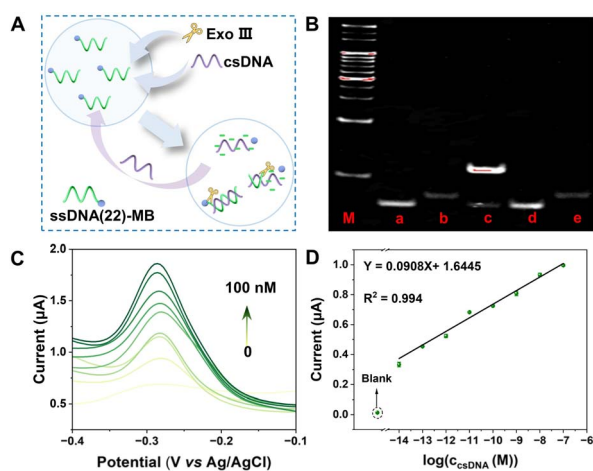 A
Exo III
csDNA
ssDNA(22)-MB
B
M a b c d e
C
2.0
1.5
1.0
0.5
100 nM
0
Current (μA)
−0.4 −0.3 −0.2 −0.1
Potential (V vs Ag/AgCl)
D
1.0
0.8
0.6
0.4
0.2
0.0
Y = 0.0908X+ 1.6445
R² = 0.994
Blank
Current (μA)
-14 -13 -12 -11 -10 -9 -8 -7 -6
log(c_csDNA (M))